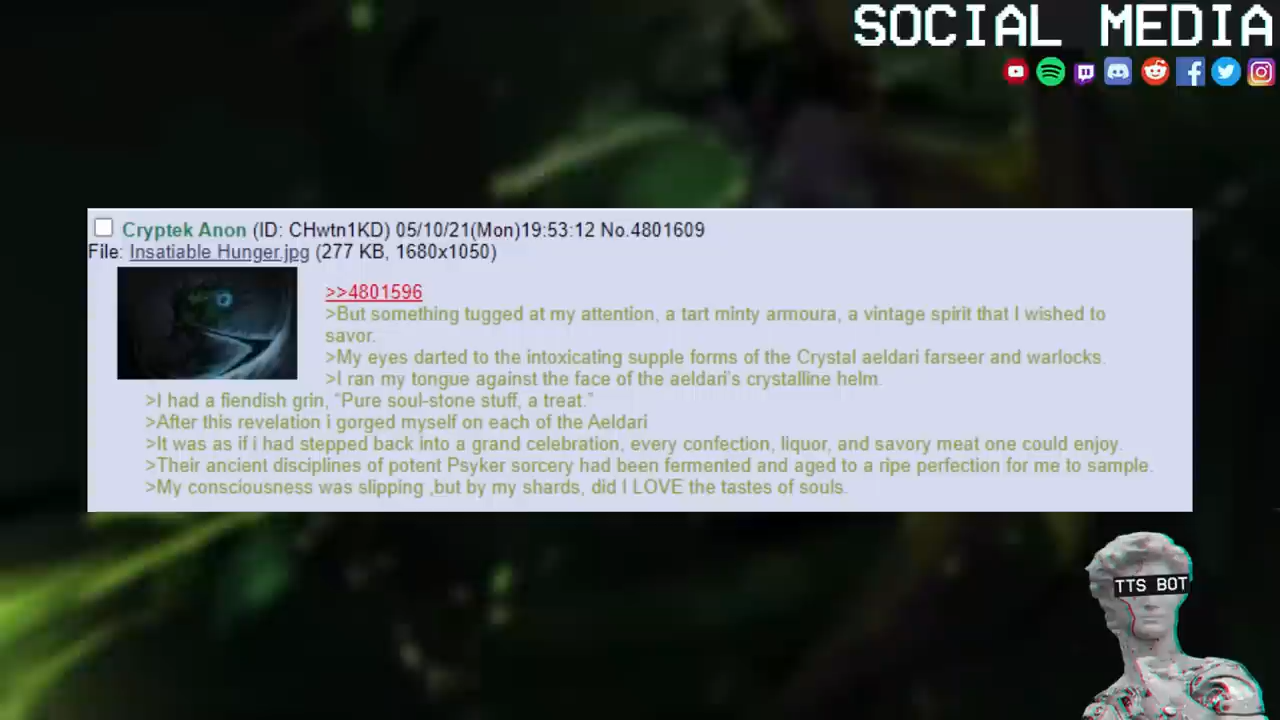 SOCIAL MEDIA
Cryptek Anon (ID: CHwtn1KD) 05/10/21(Mon)19:53:12 No.4801609
File: Insatiable Hunger.jpg (277 KB, 1680x1050)
>>4801596
>But something tugged at my attention, a tart minty armoura, a vintage spirit that I wished to
savor.
>My eyes darted to the intoxicating supple forms of the Crystal aeldari farseer and warlocks.
>I ran my tongue against the face of the aeldari's crystalline helm.
>I had a fiendish grin, “Pure soul-stone stuff, a treat.”
>After this revelation i gorged myself on each of the Aeldari
>It was as if i had stepped back into a grand celebration, every confection, liquor, and savory meat one could enjoy.
>Their ancient disciplines of potent Psyker sorcery had been fermented and aged to a ripe perfection for me to sample.
>My consciousness was slipping ,but by my shards, did I LOVE the tastes of souls.
TTS BOT